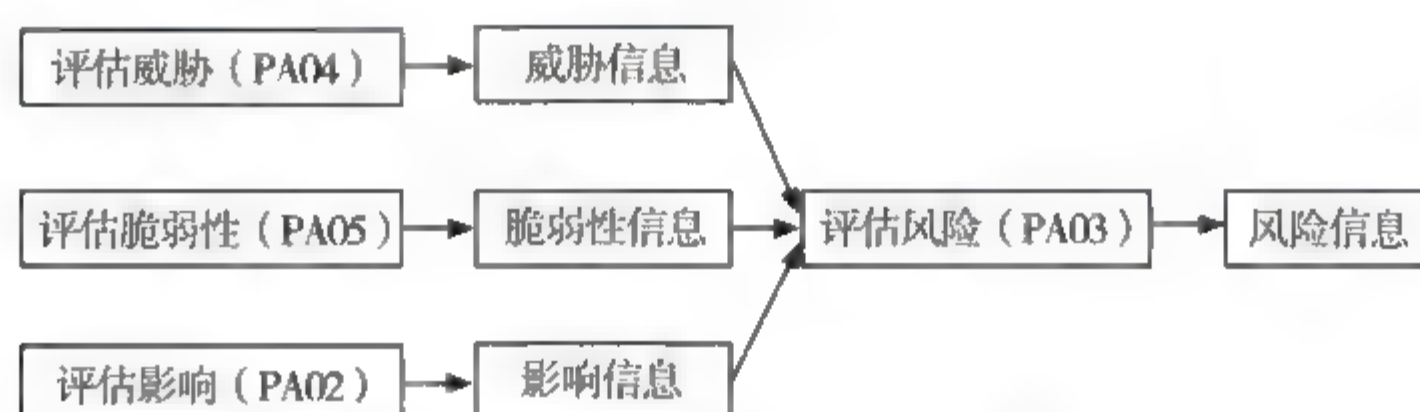 评估威胁（PA04）
威胁信息
评估脆弱性（PA05）
脆弱性信息
评估风险（PA03）
风险信息
评估影响（PA02）
影响信息